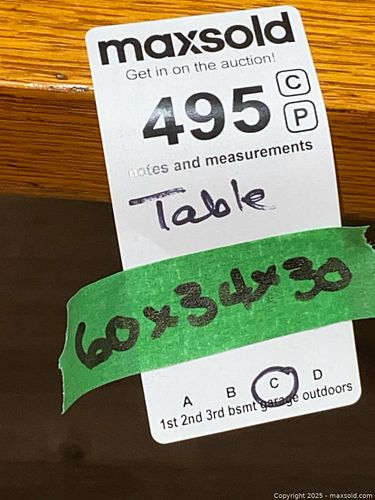 maxsold
Get in on the auction!
495 C
P
notes and measurements
Table
60x34x30
A B C D
1st 2nd 3rd bsmt garage outdoors
Copyright 2025 - maxsold.com